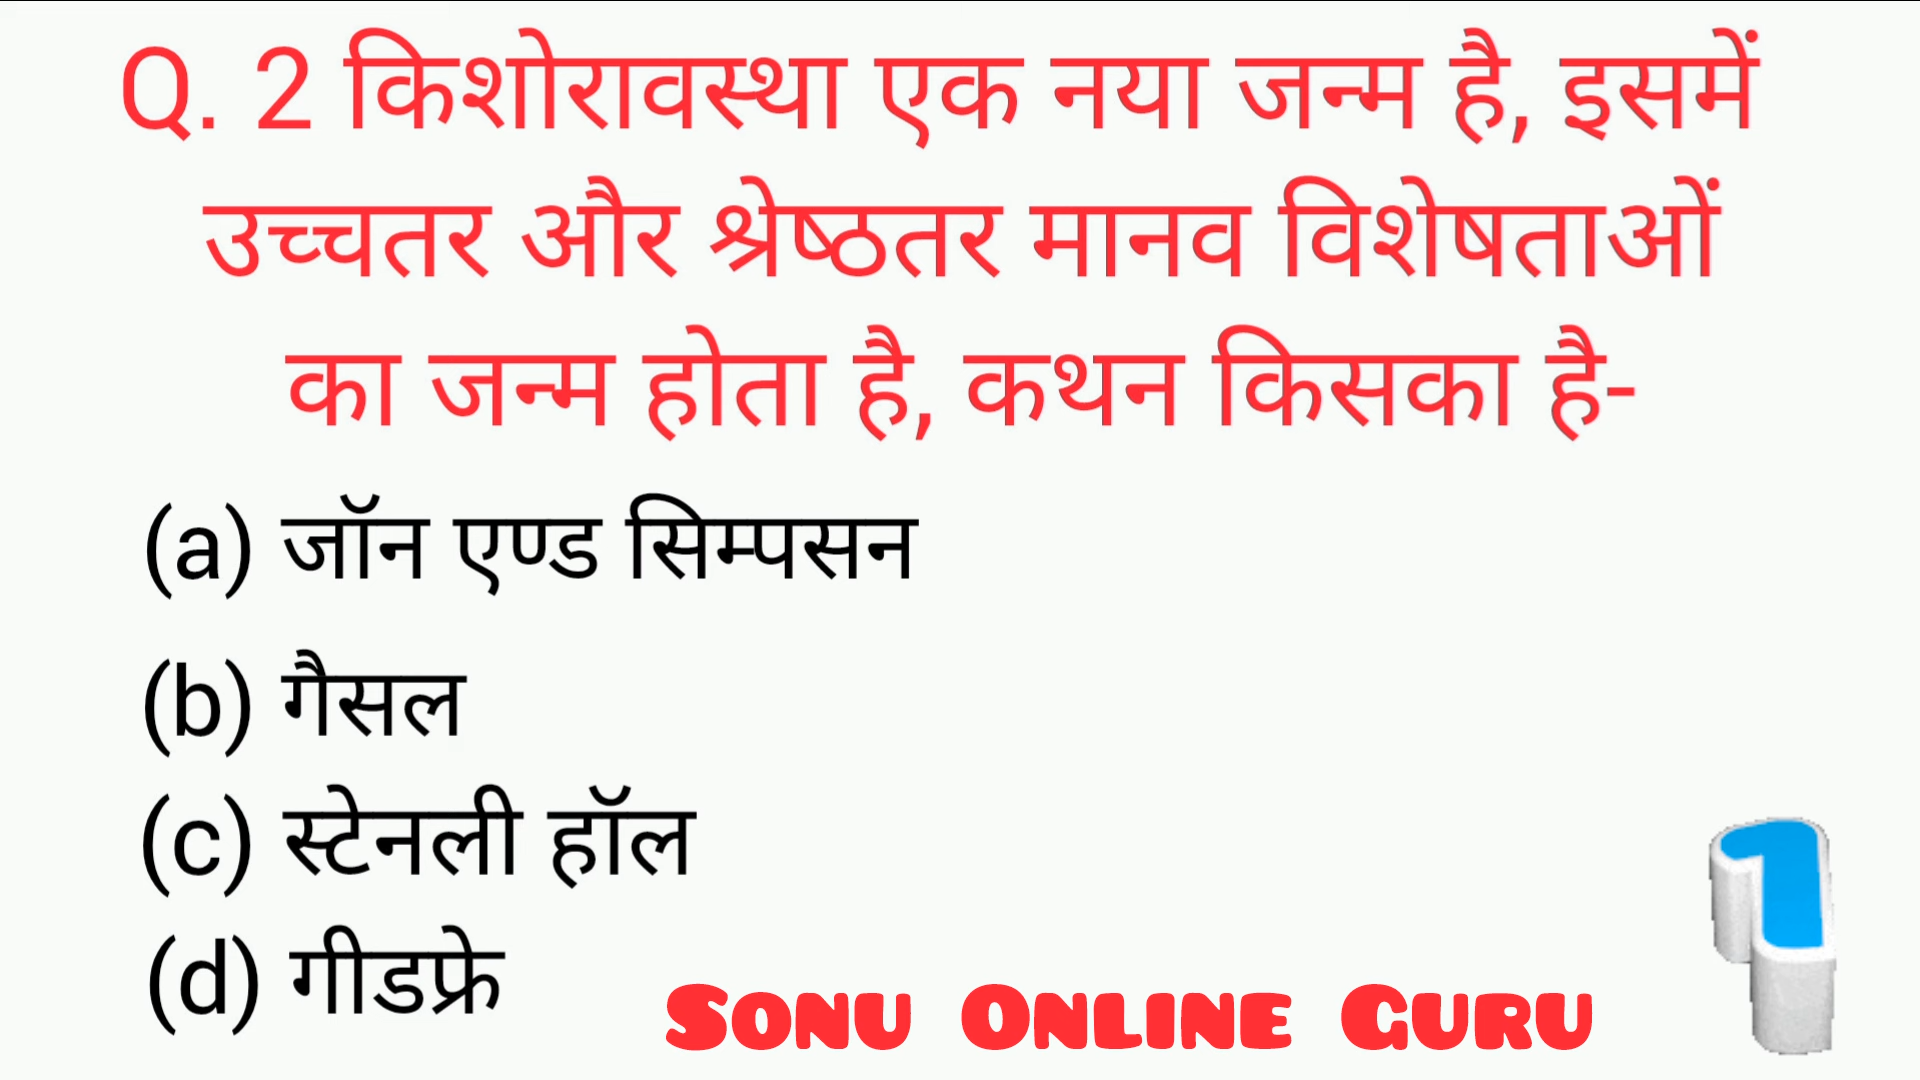 Q. 2 किशोरावस्था एक नया जन्म है, इसमें
उच्चतर और श्रेष्ठतर मानव विशेषताओं
का जन्म होता है, कथन किसका है-
(a) जॉन एण्ड सिम्पसन
(b) गैसल
(c) स्टेनली हॉल
(d) गीडफ्रे
SONU ONLINE GURU
1